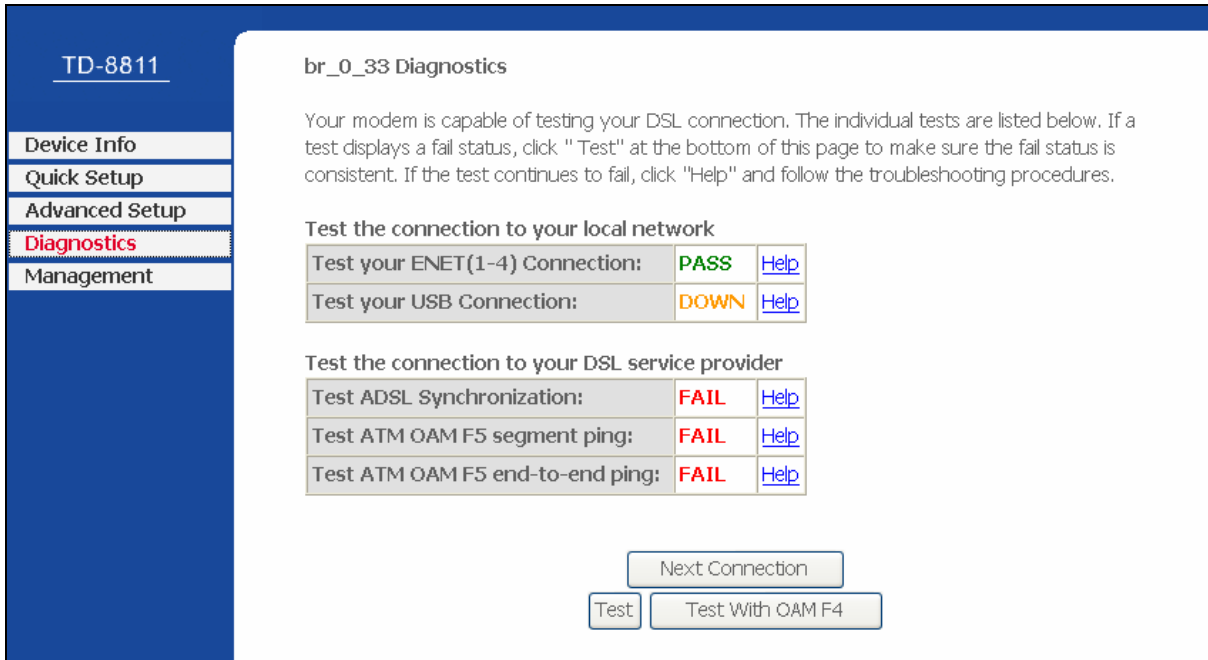 TD-8811
Device Info
Quick Setup
Advanced Setup
Diagnostics
Management
br_0_33 Diagnostics
Your modem is capable of testing your DSL connection. The individual tests are listed below. If a
test displays a fail status, click " Test" at the bottom of this page to make sure the fail status is
consistent. If the test continues to fail, click "Help" and follow the troubleshooting procedures.
Test the connection to your local network
Test your ENET(1-4) Connection: PASS Help
Test your USB Connection: DOWN Help
Test the connection to your DSL service provider
Test ADSL Synchronization: FAIL Help
Test ATM OAM F5 segment ping: FAIL Help
Test ATM OAM F5 end-to-end ping: FAIL Help
Next Connection
Test Test With OAM F4